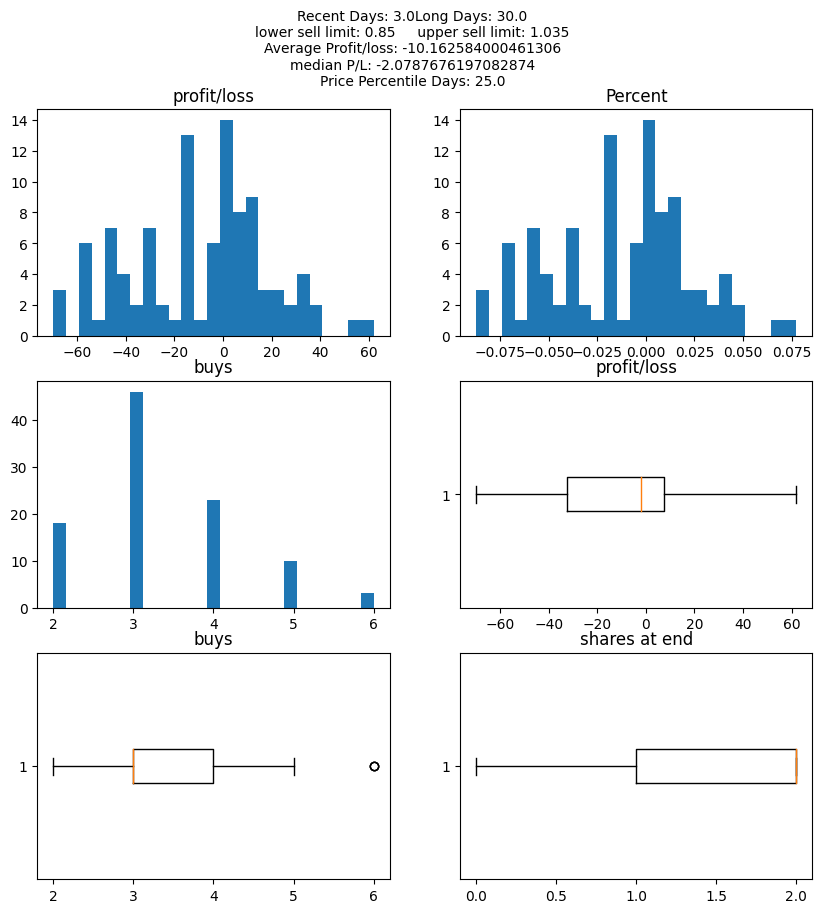 Recent Days: 3.0Long Days: 30.0
lower sell limit: 0.85     upper sell limit: 1.035
Average Profit/loss: -10.162584000461306
median P/L: -2.0787676197082874
Price Percentile Days: 25.0
profit/loss
Percent
14
12
10
8
6
4
2
0
−60 −40 −20 0 20 40 60
14
12
10
8
6
4
2
0
−0.075 −0.050 −0.025 0.000 0.025 0.050 0.075
buys
profit/loss
40
30
20
10
0
2 3 4 5 6
1
−60 −40 −20 0 20 40 60
buys
shares at end
1
2 3 4 5 6
1
0.0 0.5 1.0 1.5 2.0